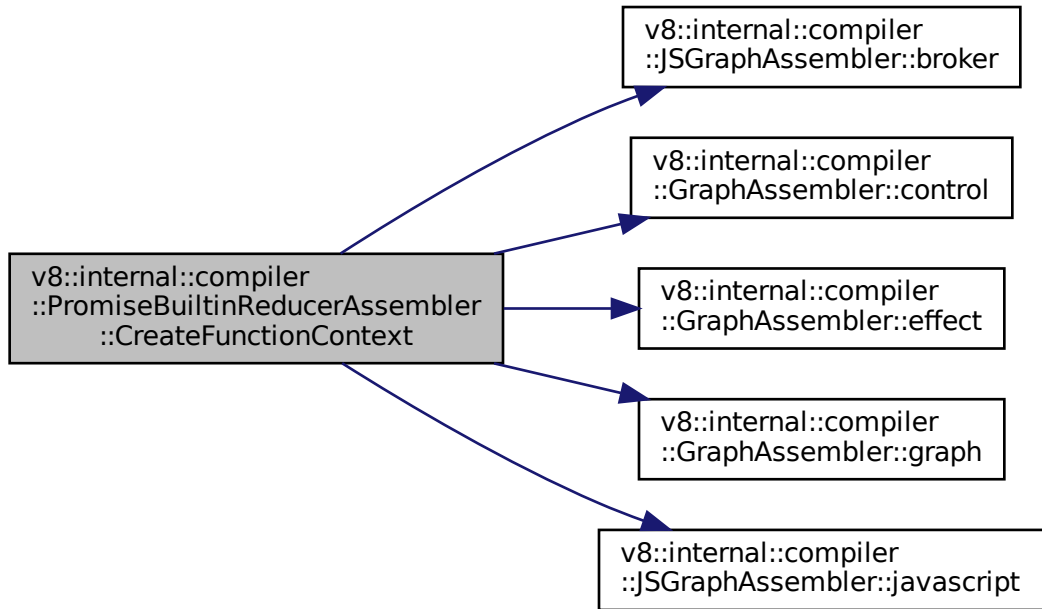 v8::internal::compiler
::JSGraphAssembler::broker
v8::internal::compiler
::GraphAssembler::control
v8::internal::compiler
::PromiseBuiltinReducerAssembler
::CreateFunctionContext
v8::internal::compiler
::GraphAssembler::effect
v8::internal::compiler
::GraphAssembler::graph
v8::internal::compiler
::JSGraphAssembler::javascript